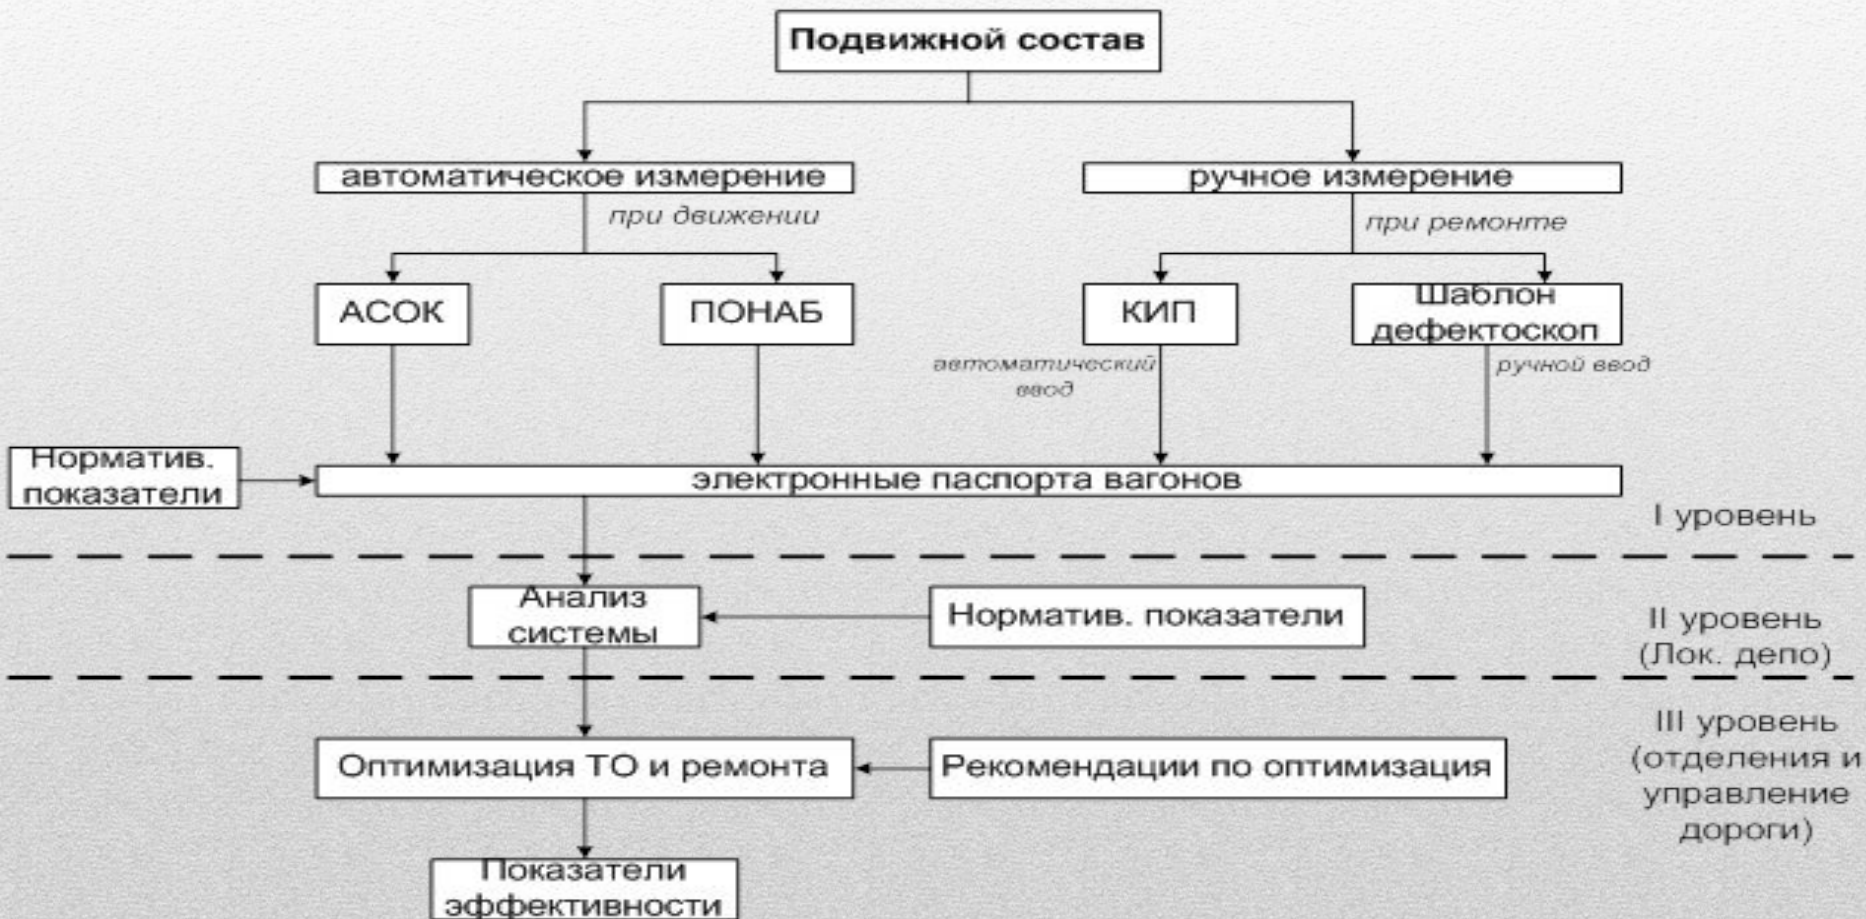 Подвижной состав
автоматическое измерение
ручное измерение
при движении
при ремонте
АСОК
ПОНАБ
КИП
Шаблон
дефектоскоп
автоматический
ввод
ручной ввод
Норматив.
показатели
электронные паспорта вагонов
I уровень
Анализ
системы
Норматив. показатели
II уровень
(Лок. депо)
Оптимизация ТО и ремонта
Рекомендации по оптимизация
III уровень
(отделения и
управление
дороги)
Показатели
эффективности